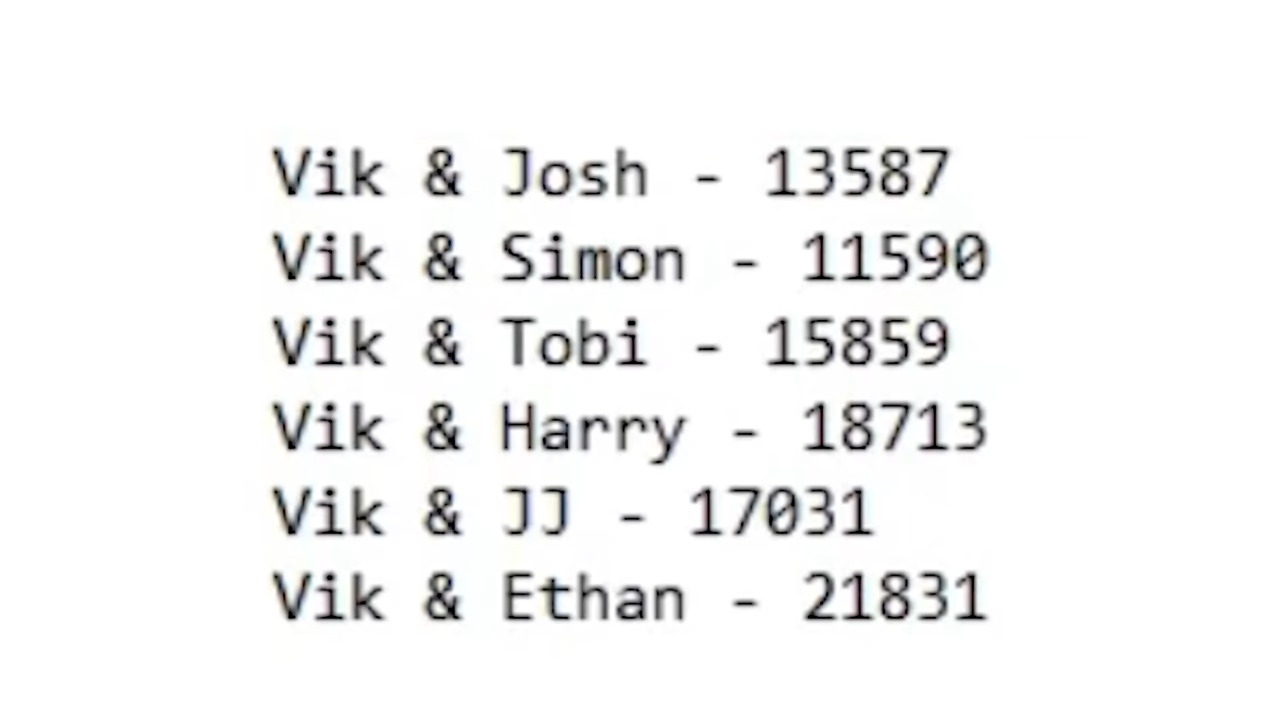 Vik & Josh - 13587
Vik & Simon - 11590
Vik & Tobi - 15859
Vik & Harry - 18713
Vik & JJ - 17031
Vik & Ethan - 21831